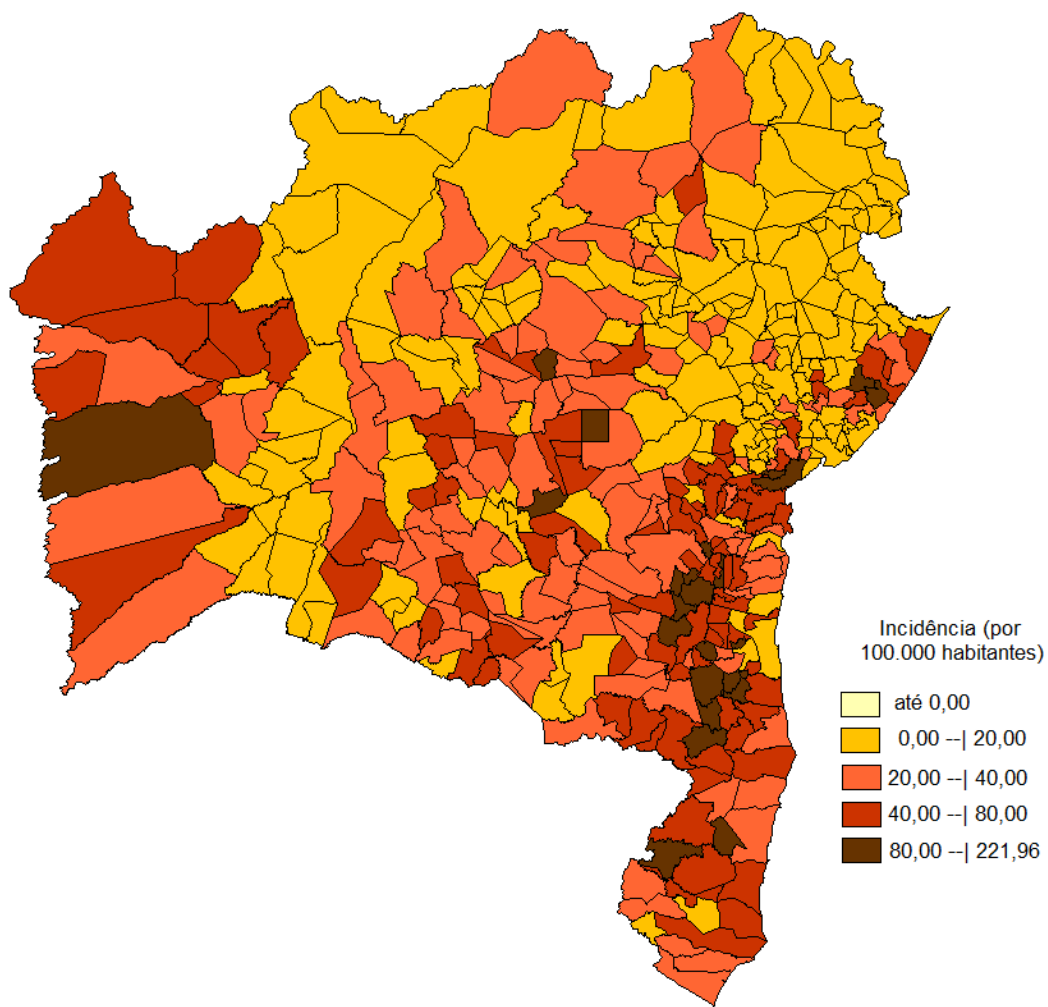 Incidência (por
100.000 habitantes)
até 0,00
0,00 --| 20,00
20,00 --| 40,00
40,00 --| 80,00
80,00 --| 221,96